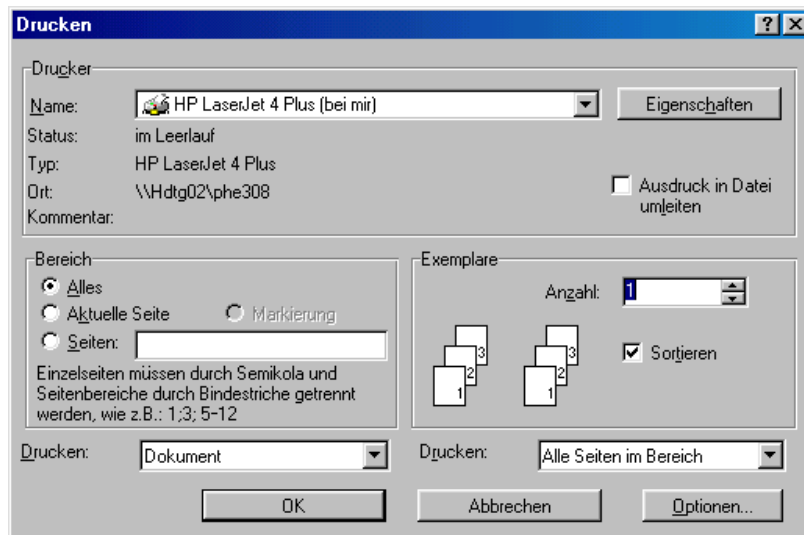 Drucken
Drucker
Name: HP LaserJet 4 Plus (bei mir) Eigenschaften
Status: im Leerlauf
Typ: HP LaserJet 4 Plus
Ort: \\Hdtg02\phe308
Ausdruck in Datei
umleiten
Kommentar:
Bereich
Alles
Aktuelle Seite Markierung
Seiten:
Einzelseiten müssen durch Semikola und
Seitenbereiche durch Bindestriche getrennt
werden, wie z.B.: 1;3; 5-12
Exemplare
Anzahl: 1
3 3
2 2
1 1
Sortieren
Drucken: Dokument
Drucken: Alle Seiten im Bereich
OK Abbrechen Optionen...